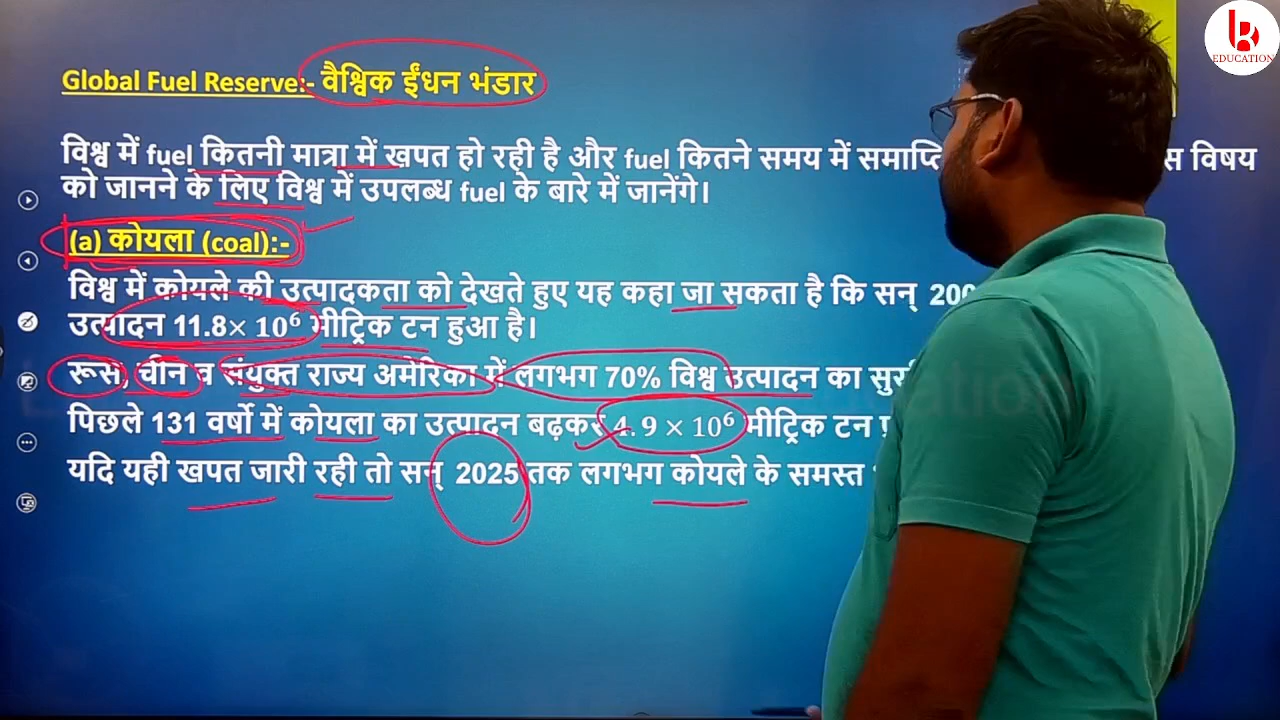 EDUCATION
Global Fuel Reserve:- वैश्विक ईंधन भंडार
विश्व में fuel कितनी मात्रा में खपत हो रही है और fuel कितने समय में विषय
को जानने के लिए विश्व में उपलब्ध fuel के बारे में जानेंगे।
(a) कोयला (coal):-
विश्व में कोयले की उत्पादकता को देखते हुए यह कहा जा सकता है कि सन्
उत्पादन 11.8× 10⁶ मीट्रिक टन हुआ है।
रूस, चीन व संयुक्त राज्य अमेरिका में लगभग 70% विश्व उत्पादन का
पिछले 131 वर्षो में कोयला का उत्पादन बढ़कर 4.9 × 10⁶ मीट्रिक टन
यदि यही खपत जारी रही तो सन् 2025 तक लगभग कोयले के समस्त